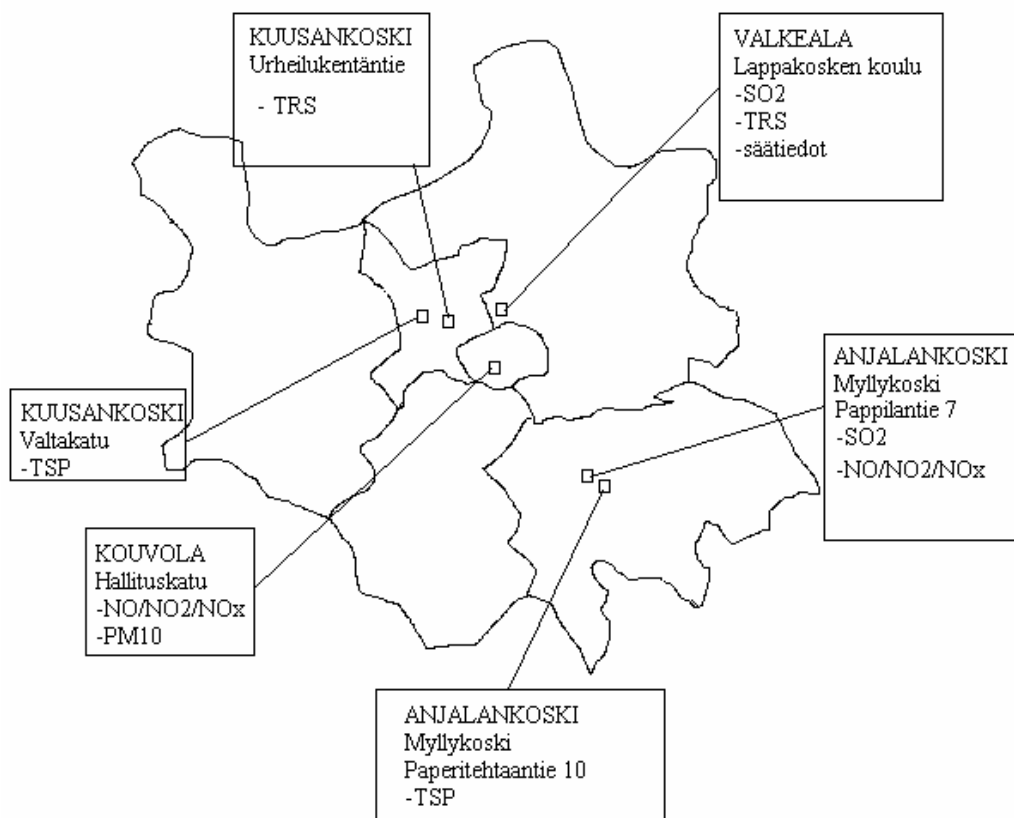 KUUSANKOSKI
Urheilukentäntie
- TRS
VALKEALA
Lappakosken koulu
-SO2
-TRS
-säätiedot
ANJALANKOSKI
Myllykoski
Pappilantie 7
-SO2
-NO/NO2/NOx
KUUSANKOSKI
Valtakatu
-TSP
KOUVOLA
Hallituskatu
-NO/NO2/NOx
-PM10
ANJALANKOSKI
Myllykoski
Paperitehtaantie 10
-TSP